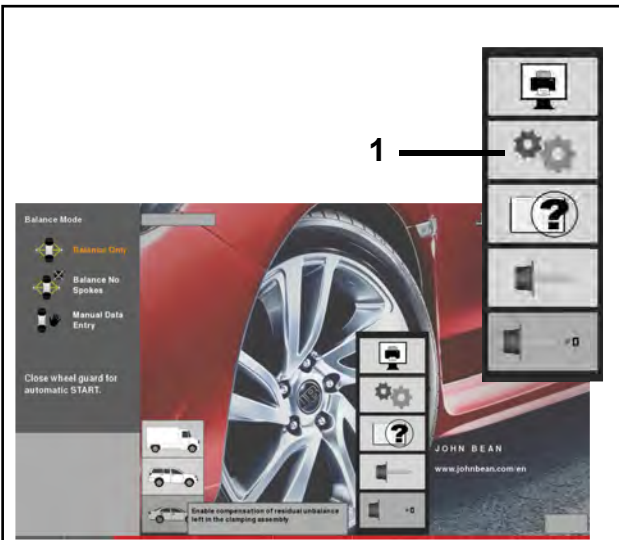 1
Balance Mode
Balance Only
Balance No
Spokes
Manual Data
Entry
Close wheel guard for
automatic START.
Enable compensation of residual unbalance
left in the clamping assembly
JOHN BEAN
www.johnbean.com/en
?
?